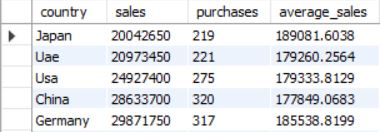 country sales purchases average_sales
Japan 20042650 219 189081.6038
Uae 20973450 221 179260.2564
Usa 24927400 275 179333.8129
China 28633700 320 177849.0683
Germany 29871750 317 185538.8199